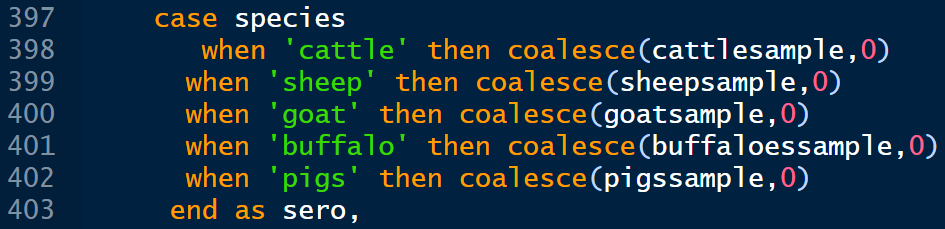 397 case species
398 when 'cattle' then coalesce(cattlesample,0)
399 when 'sheep' then coalesce(sheepsample,0)
400 when 'goat' then coalesce(goatsample,0)
401 when 'buffalo' then coalesce(buffaloessample,0)
402 when 'pigs' then coalesce(pigssample,0)
403 end as sero,